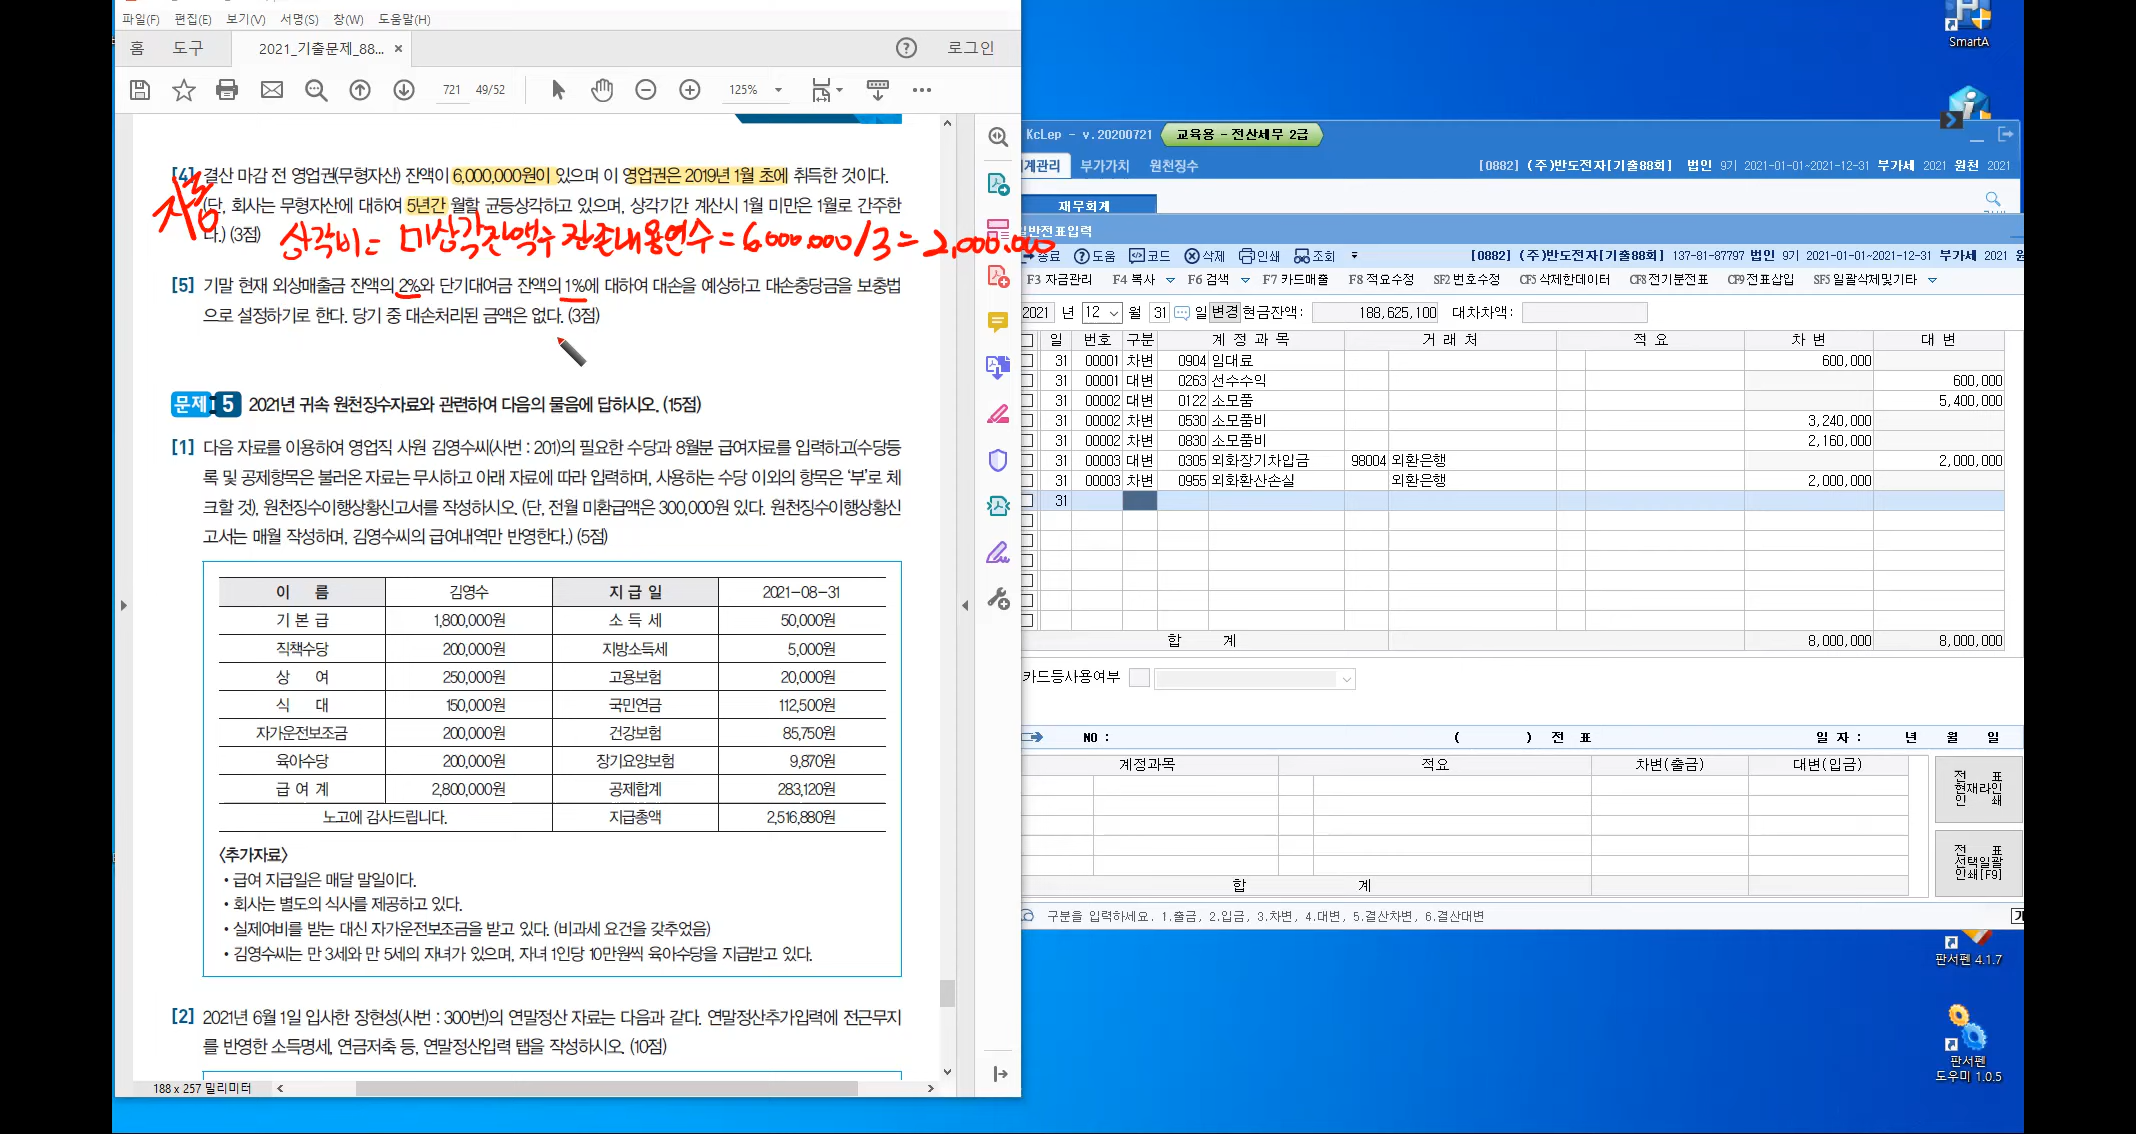 파일(F) 편집(E) 보기(V) 서명(S) 창(W) 도움말(H)
홈 도구 2021_기출문제_88... × 로그인
721 49/52 125%
[4] 결산 마감 전 영업권(무형자산) 잔액이 6,000,000원이 있으며 이 영업권은 2019년 1월 초에 취득한 것이다.
(단, 회사는 무형자산에 대하여 5년간 월할 균등상각하고 있으며, 상각기간 계산시 1월 미만은 1월로 간주한
다.) (3점)
자동
상각비 = 미상각잔액 ÷ 잔존내용연수 = 6,000,000/3 = 2,000,000
[5] 기말 현재 외상매출금 잔액의 2%와 단기대여금 잔액의 1%에 대하여 대손을 예상하고 대손충당금을 보충법
으로 설정하기로 한다. 당기 중 대손처리된 금액은 없다. (3점)
문제 5 2021년 귀속 원천징수자료와 관련하여 다음의 물음에 답하시오. (15점)
[1] 다음 자료를 이용하여 영업직 사원 김영수씨(사번 : 201)의 필요한 수당과 8월분 급여자료를 입력하고(수당등
록 및 공제항목은 불러온 자료는 무시하고 아래 자료에 따라 입력하며, 사용하는 수당 이외의 항목은 '부'로 체
크할 것), 원천징수이행상황신고서를 작성하시오. (단, 전월 미환급액은 300,000원 있다. 원천징수이행상황신
고서는 매월 작성하며, 김영수씨의 급여내역만 반영한다.) (5점)
이 름 김영수 지 급 일 2021-08-31
기 본 급 1,800,000원 소 득 세 50,000원
직책수당 200,000원 지방소득세 5,000원
상 여 250,000원 고용보험 20,000원
식 대 150,000원 국민연금 112,500원
자가운전보조금 200,000원 건강보험 85,750원
육아수당 200,000원 장기요양보험 9,870원
급 여 계 2,800,000원 공제합계 283,120원
노고에 감사드립니다. 지급총액 2,516,880원
〈추가자료〉
• 급여 지급일은 매달 말일이다.
• 회사는 별도의 식사를 제공하고 있다.
• 실제여비를 받는 대신 자가운전보조금을 받고 있다. (비과세 요건을 갖추었음)
• 김영수씨는 만 3세와 만 5세의 자녀가 있으며, 자녀 1인당 10만원씩 육아수당을 지급받고 있다.
[2] 2021년 6월 1일 입사한 장현성(사번 : 300번)의 연말정산 자료는 다음과 같다. 연말정산추가입력에 전근무지
를 반영한 소득명세, 연금저축 등, 연말정산입력 탭을 작성하시오. (10점)
188 x 257 밀리미터
SmartA
KcLep - v.20200721 교육용 - 전산세무 2급
계관리 부가가치 원천징수 [0882] (주)반도전자[기출88회] 법인 9기 2021-01-01~2021-12-31 부가세 2021 원천 2021
재무회계
일반전표입력
종료 도움 코드 삭제 인쇄 조회 [0882] (주)반도전자[기출88회] 137-81-87797 법인 9기 2021-01-01~2021-12-31 부가세 2021 원
F3 자금관리 F4 복사 F6 검색 F7 카드매출 F8 적요수정 SF2 번호수정 CF5 삭제한데이터 CF8 전기분전표 CF9 전표삽입 SF5 일괄삭제및기타
2021 년 12 월 31 일 변경 현금잔액: 188,625,100 대차차액:
일 번호 구분 계 정 과 목 거 래 처 적 요 차 변 대 변
31 00001 차변 0904 임대료 600,000
31 00001 대변 0263 선수수익 600,000
31 00002 대변 0122 소모품 5,400,000
31 00002 차변 0530 소모품비 3,240,000
31 00002 차변 0830 소모품비 2,160,000
31 00003 대변 0305 외화장기차입금 98004 외환은행 2,000,000
31 00003 차변 0955 외화환산손실 외환은행 2,000,000
31
합 계 8,000,000 8,000,000
카드등사용여부
NO : ( ) 전 표 일 자 : 년 월 일
계정과목 적요 차변(출금) 대변(입금)
합 계
전 표
현재라인
인 쇄
전 표
선택일괄
인쇄[F9]
구분을 입력하세요. 1.출금, 2.입금, 3.차변, 4.대변, 5.결산차변, 6.결산대변
판서펜 4.1.7
판서펜
도우미 1.0.5